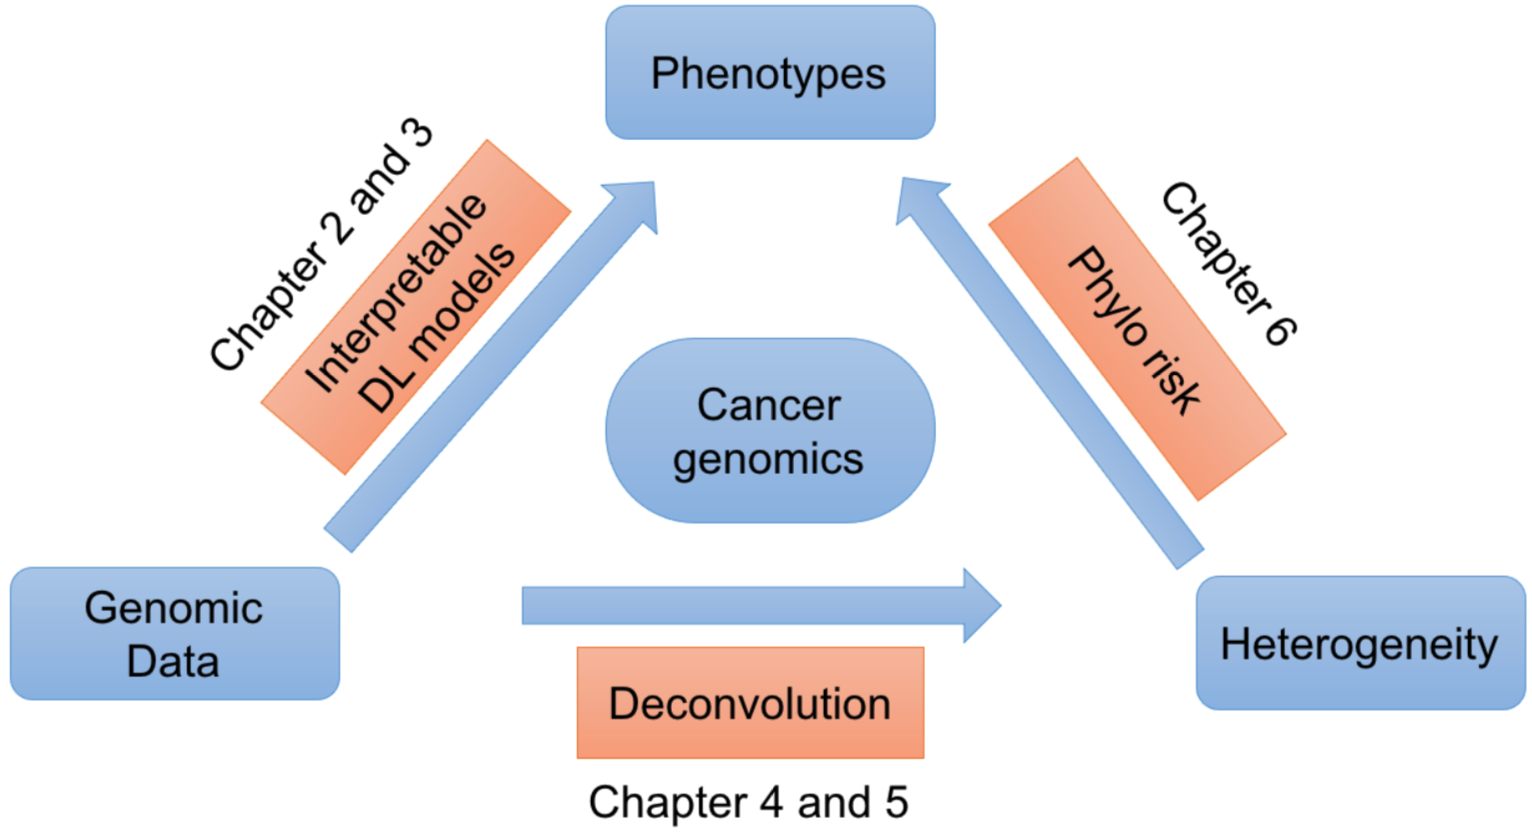 Phenotypes
Chapter 2 and 3
Interpretable
DL models
Phylo risk
Chapter 6
Cancer
genomics
Genomic
Data
Heterogeneity
Deconvolution
Chapter 4 and 5